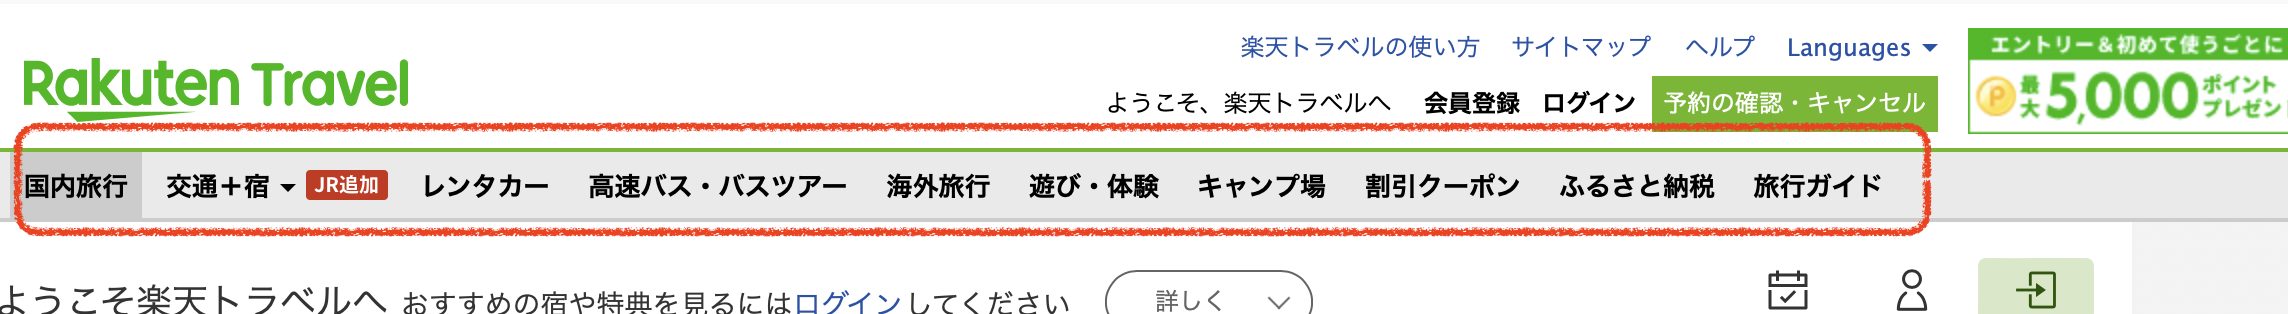 楽天トラベルの使い方 サイトマップ ヘルプ Languages
エントリー＆初めて使うごとに
Rakuten Travel
ようこそ、楽天トラベルへ 会員登録 ログイン 予約の確認・キャンセル
最大5,000ポイント
プレゼン
国内旅行 交通＋宿 JR追加 レンタカー 高速バス・バスツアー 海外旅行 遊び・体験 キャンプ場 割引クーポン ふるさと納税 旅行ガイド
ようこそ楽天トラベルへ おすすめの宿や特典を見るにはログインしてください 詳しく